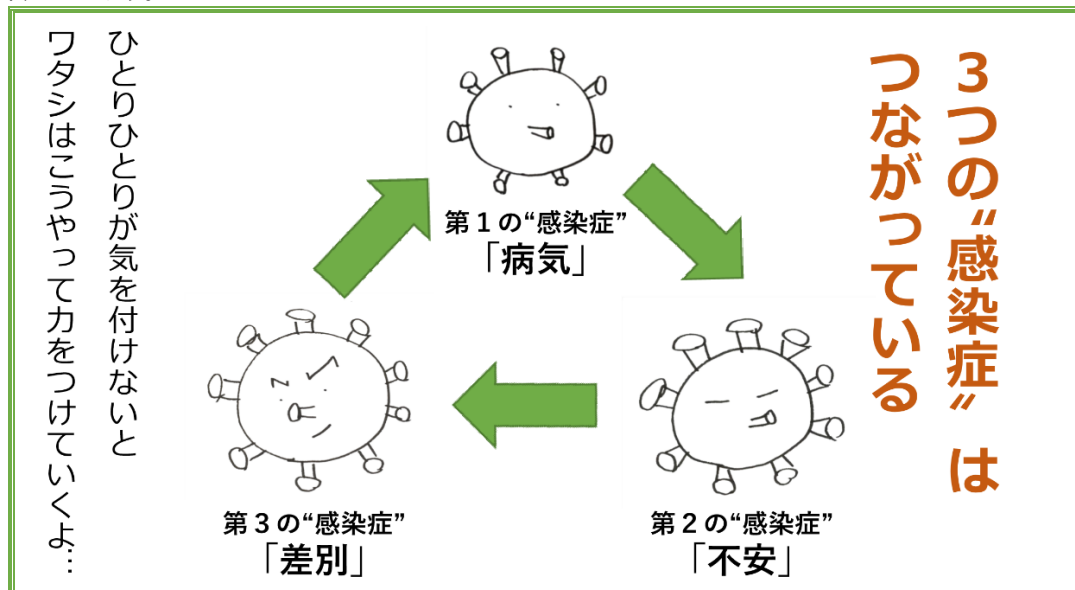 3つの“感染症”は
つながっている
第1の“感染症”
「病気」
第2の“感染症”
「不安」
第3の“感染症”
「差別」
ひとりひとりが気を付けないと
ワタシはこうやって力をつけていくよ…